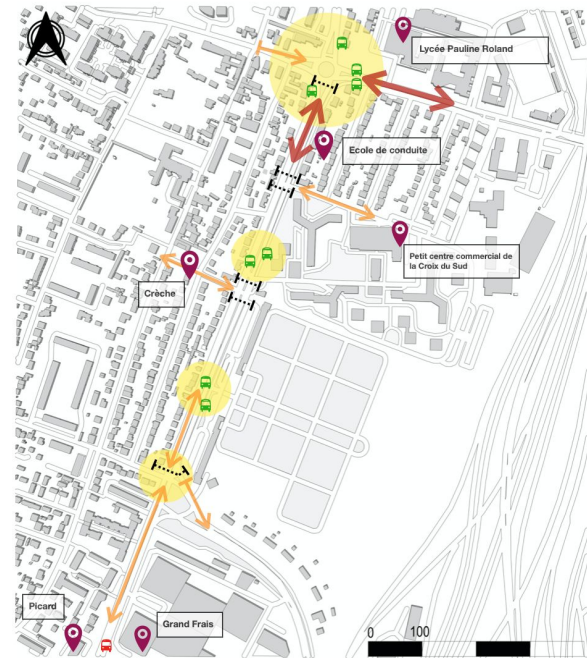 Lycée Pauline Roland
Ecole de conduite
Petit centre commercial de
la Croix du Sud
Crèche
Picard
Grand Frais
0 100